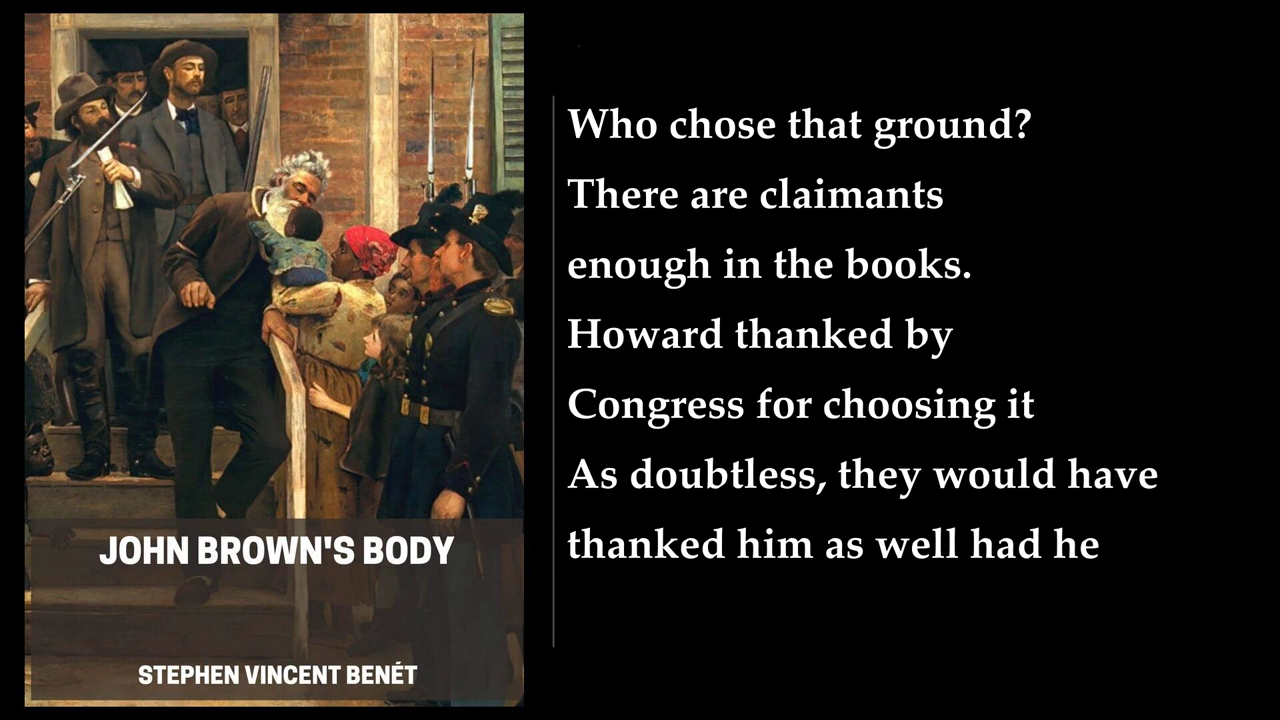 JOHN BROWN'S BODY
STEPHEN VINCENT BENÉT
Who chose that ground?
There are claimants
enough in the books.
Howard thanked by
Congress for choosing it
As doubtless, they would have
thanked him as well had he